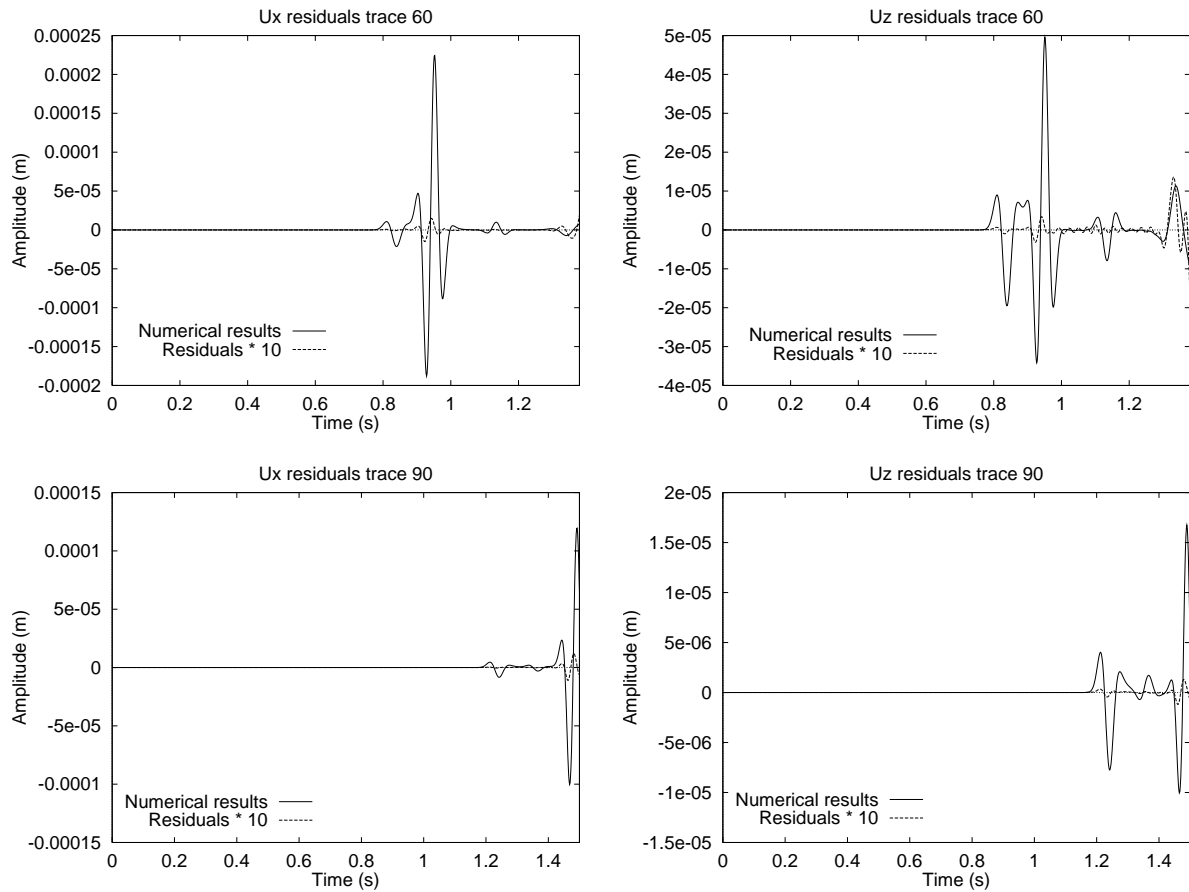 Ux residuals trace 60
0.00025
0.0002
0.00015
0.0001
5e-05
0
-5e-05
-0.0001
-0.00015
-0.0002
Amplitude (m)
Numerical results
Residuals * 10
0 0.2 0.4 0.6 0.8 1 1.2
Time (s)
Uz residuals trace 60
5e-05
4e-05
3e-05
2e-05
1e-05
0
-1e-05
-2e-05
-3e-05
-4e-05
Amplitude (m)
Numerical results
Residuals * 10
0 0.2 0.4 0.6 0.8 1 1.2
Time (s)
Ux residuals trace 90
0.00015
0.0001
5e-05
0
-5e-05
-0.0001
-0.00015
Amplitude (m)
Numerical results
Residuals * 10
0 0.2 0.4 0.6 0.8 1 1.2 1.4
Time (s)
Uz residuals trace 90
2e-05
1.5e-05
1e-05
5e-06
0
-5e-06
-1e-05
-1.5e-05
Amplitude (m)
Numerical results
Residuals * 10
0 0.2 0.4 0.6 0.8 1 1.2 1.4
Time (s)